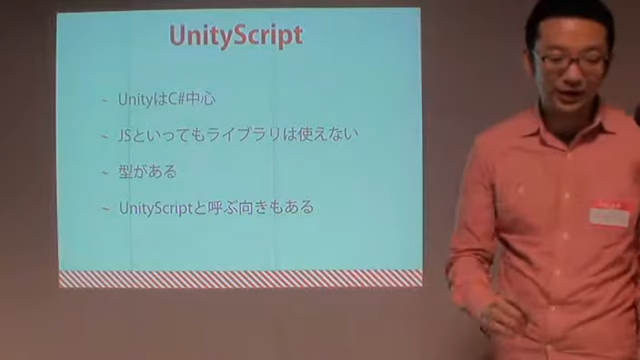 UnityScript
~ UnityはC#中心
~ JSといってもライブラリは使えない
~ 型がある
~ UnityScriptと呼ぶ向きもある